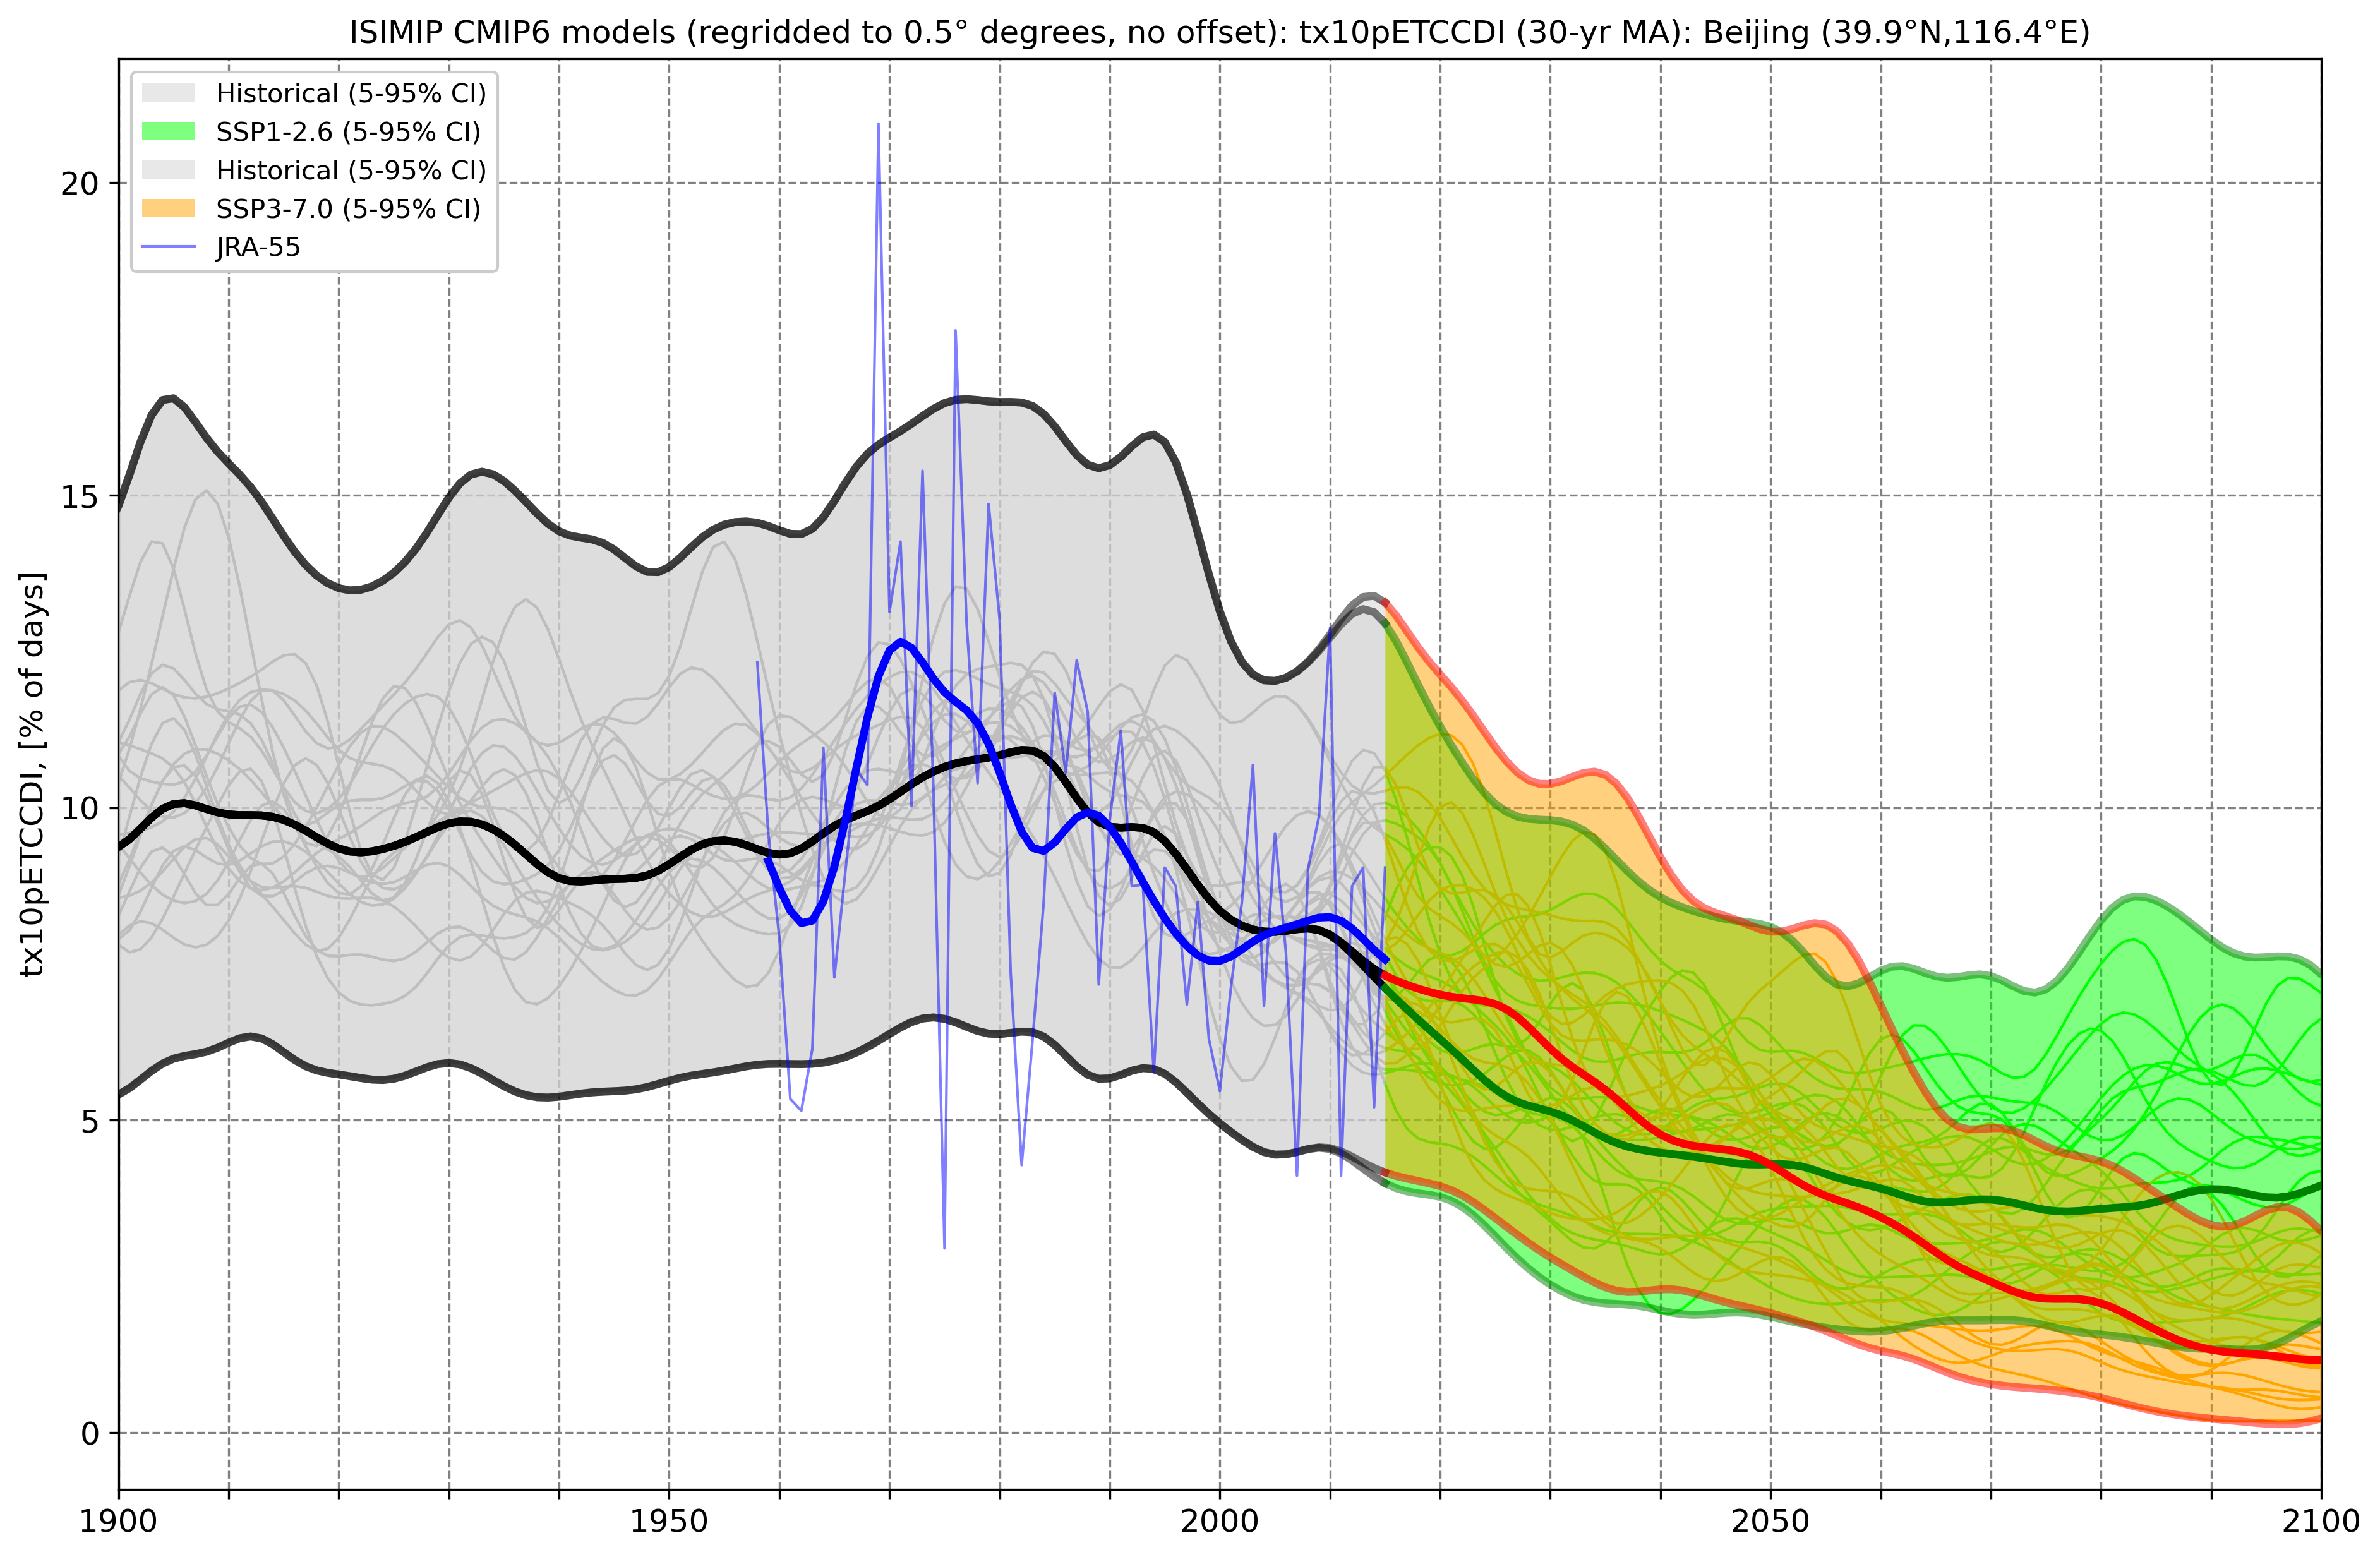 ISIMIP CMIP6 models (regridded to 0.5° degrees, no offset): tx10pETCCDI (30-yr MA): Beijing (39.9°N,116.4°E)
Historical (5-95% CI)
SSP1-2.6 (5-95% CI)
Historical (5-95% CI)
SSP3-7.0 (5-95% CI)
JRA-55
tx10pETCCDI, [% of days]
20
15
10
5
0
1900
1950
2000
2050
2100